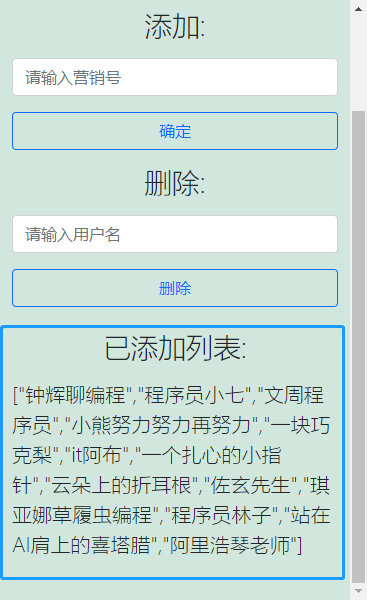 添加:
请输入营销号
确定
删除:
请输入用户名
删除
已添加列表:
["钟辉聊编程","程序员小七","文周程
序员","小熊努力努力再努力","一块巧
克梨","it阿布","一个扎心的小指
针","云朵上的折耳根","佐玄先生","琪
亚娜草履虫编程","程序员林子","站在
AI肩上的喜塔腊","阿里浩琴老师"]